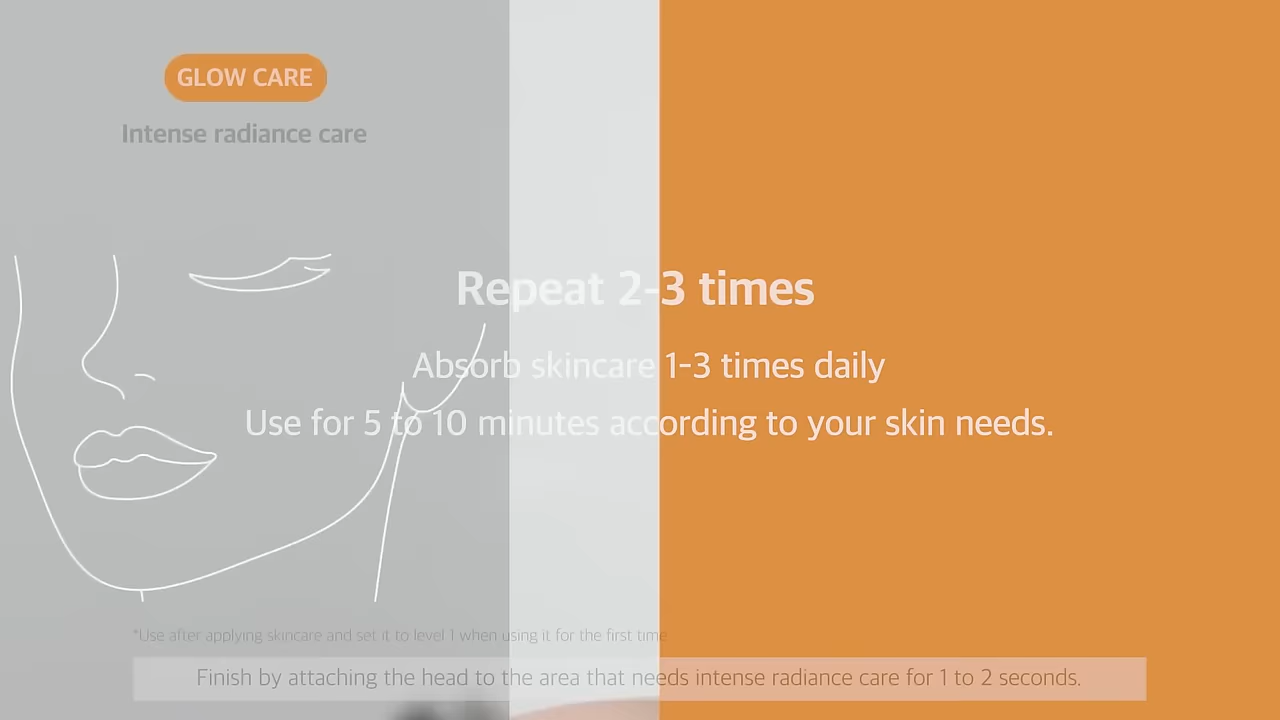 GLOW CARE
Intense radiance care
Repeat 2-3 times
Absorb skincare 1-3 times daily
Use for 5 to 10 minutes according to your skin needs.
*Use after applying skincare and set it to level 1 when using it for the first time
Finish by attaching the head to the area that needs intense radiance care for 1 to 2 seconds.